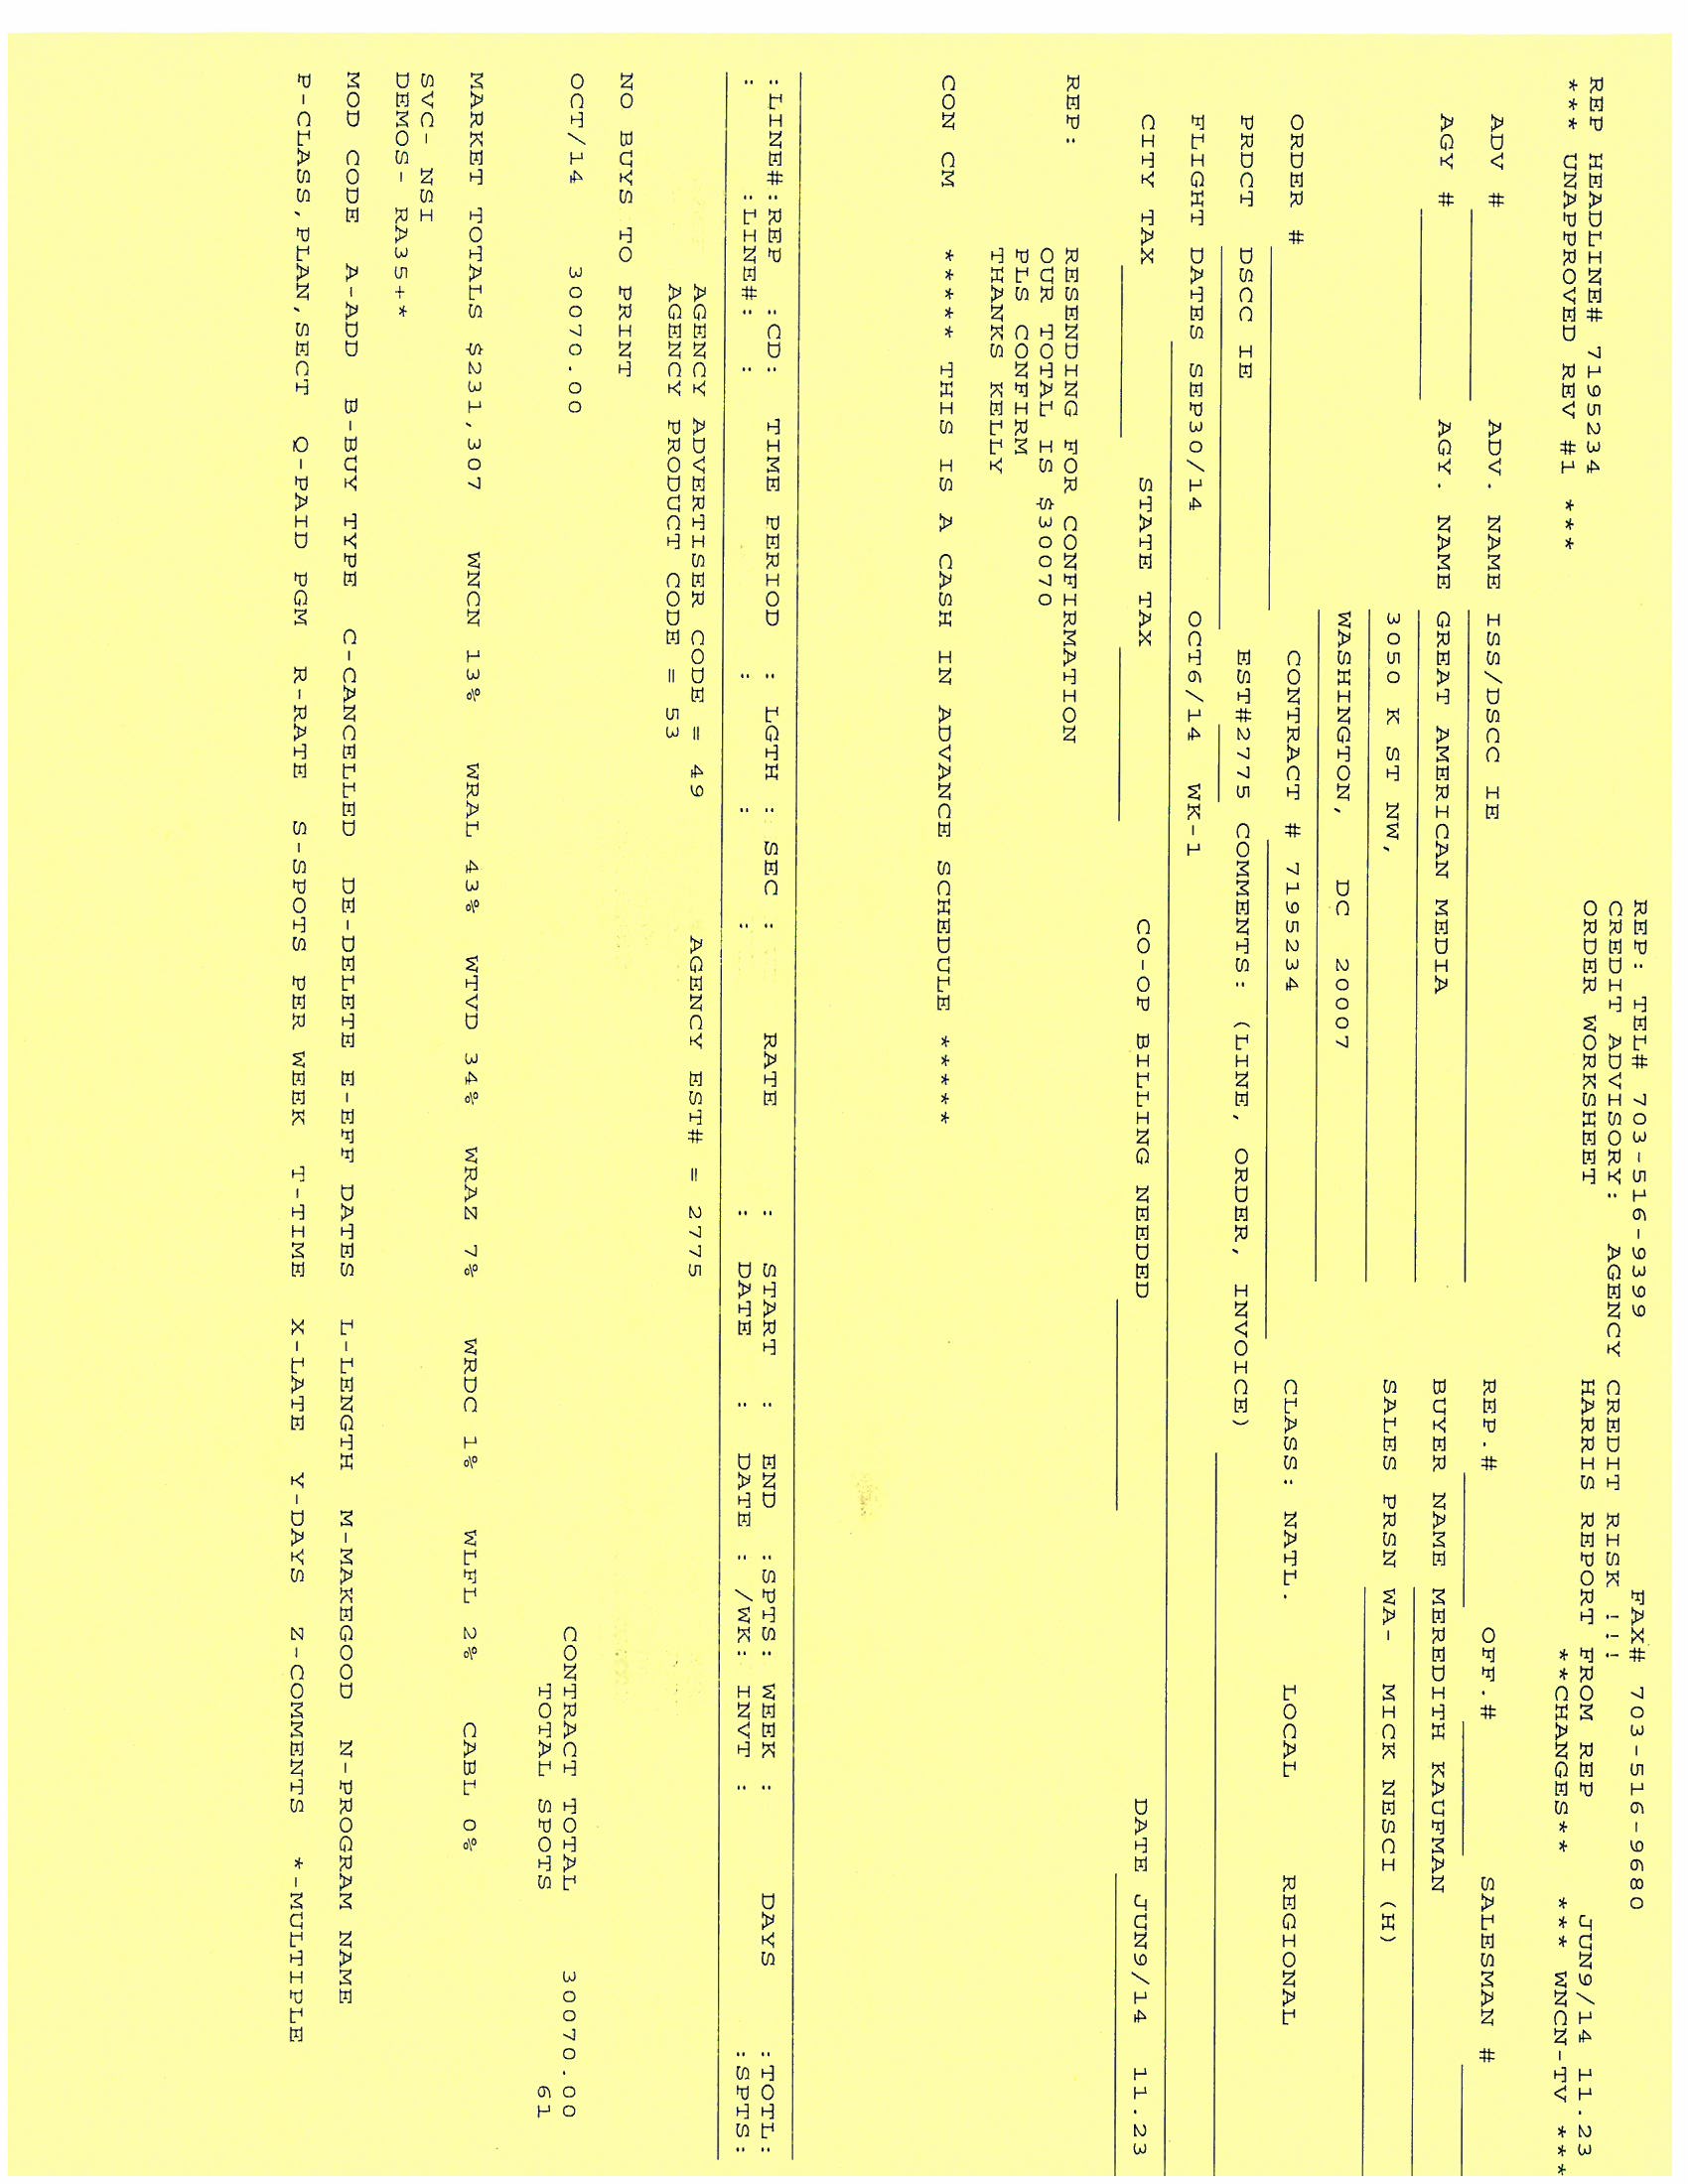 REP: TEL# 703-516-9399 FAX# 703-516-9680
CREDIT ADVISORY: AGENCY CREDIT RISK !!!
REP HEADLINE# 7195234 ORDER WORKSHEET HARRIS REPORT FROM REP JUN9/14 11.23
*** UNAPPROVED REV #1 *** **CHANGES** *** WNCN-TV ***
ADV # ADV. NAME ISS/DSCC IE REP.# OFF.# SALESMAN #
AGY # AGY. NAME GREAT AMERICAN MEDIA BUYER NAME MEREDITH KAUFMAN
3050 K ST NW, SALES PRSN WA- MICK NESCI (H)
WASHINGTON, DC 20007
ORDER # CONTRACT # 7195234 CLASS: NATL. LOCAL REGIONAL
PRDCT DSCC IE EST#2775 COMMENTS: (LINE, ORDER, INVOICE)
FLIGHT DATES SEP30/14 OCT6/14 WK-1
CITY TAX STATE TAX CO-OP BILLING NEEDED DATE JUN9/14 11.23
REP: RESENDING FOR CONFIRMATION
OUR TOTAL IS $30070
PLS CONFIRM
THANKS KELLY
CON CM ***** THIS IS A CASH IN ADVANCE SCHEDULE *****
:LINE#:REP :CD: TIME PERIOD : LGTH : SEC : RATE : START : END :SPTS: WEEK : DAYS :TOTL:
: :LINE#: : : : : : DATE : DATE : /WK: INVT : :SPTS:
AGENCY ADVERTISER CODE = 49 AGENCY EST# = 2775
AGENCY PRODUCT CODE = 53
NO BUYS TO PRINT
OCT/14 30070.00 CONTRACT TOTAL 30070.00
TOTAL SPOTS 61
MARKET TOTALS $231,307 WNCN 13% WRAL 43% WTVD 34% WRAZ 7% WRDC 1% WLFL 2% CABL 0%
SVC- NSI
DEMOS- RA35+*
MOD CODE A-ADD B-BUY TYPE C-CANCELLED DE-DELETE E-EFF DATES L-LENGTH M-MAKEGOOD N-PROGRAM NAME
P-CLASS,PLAN,SECT Q-PAID PGM R-RATE S-SPOTS PER WEEK T-TIME X-LATE Y-DAYS Z-COMMENTS *-MULTIPLE